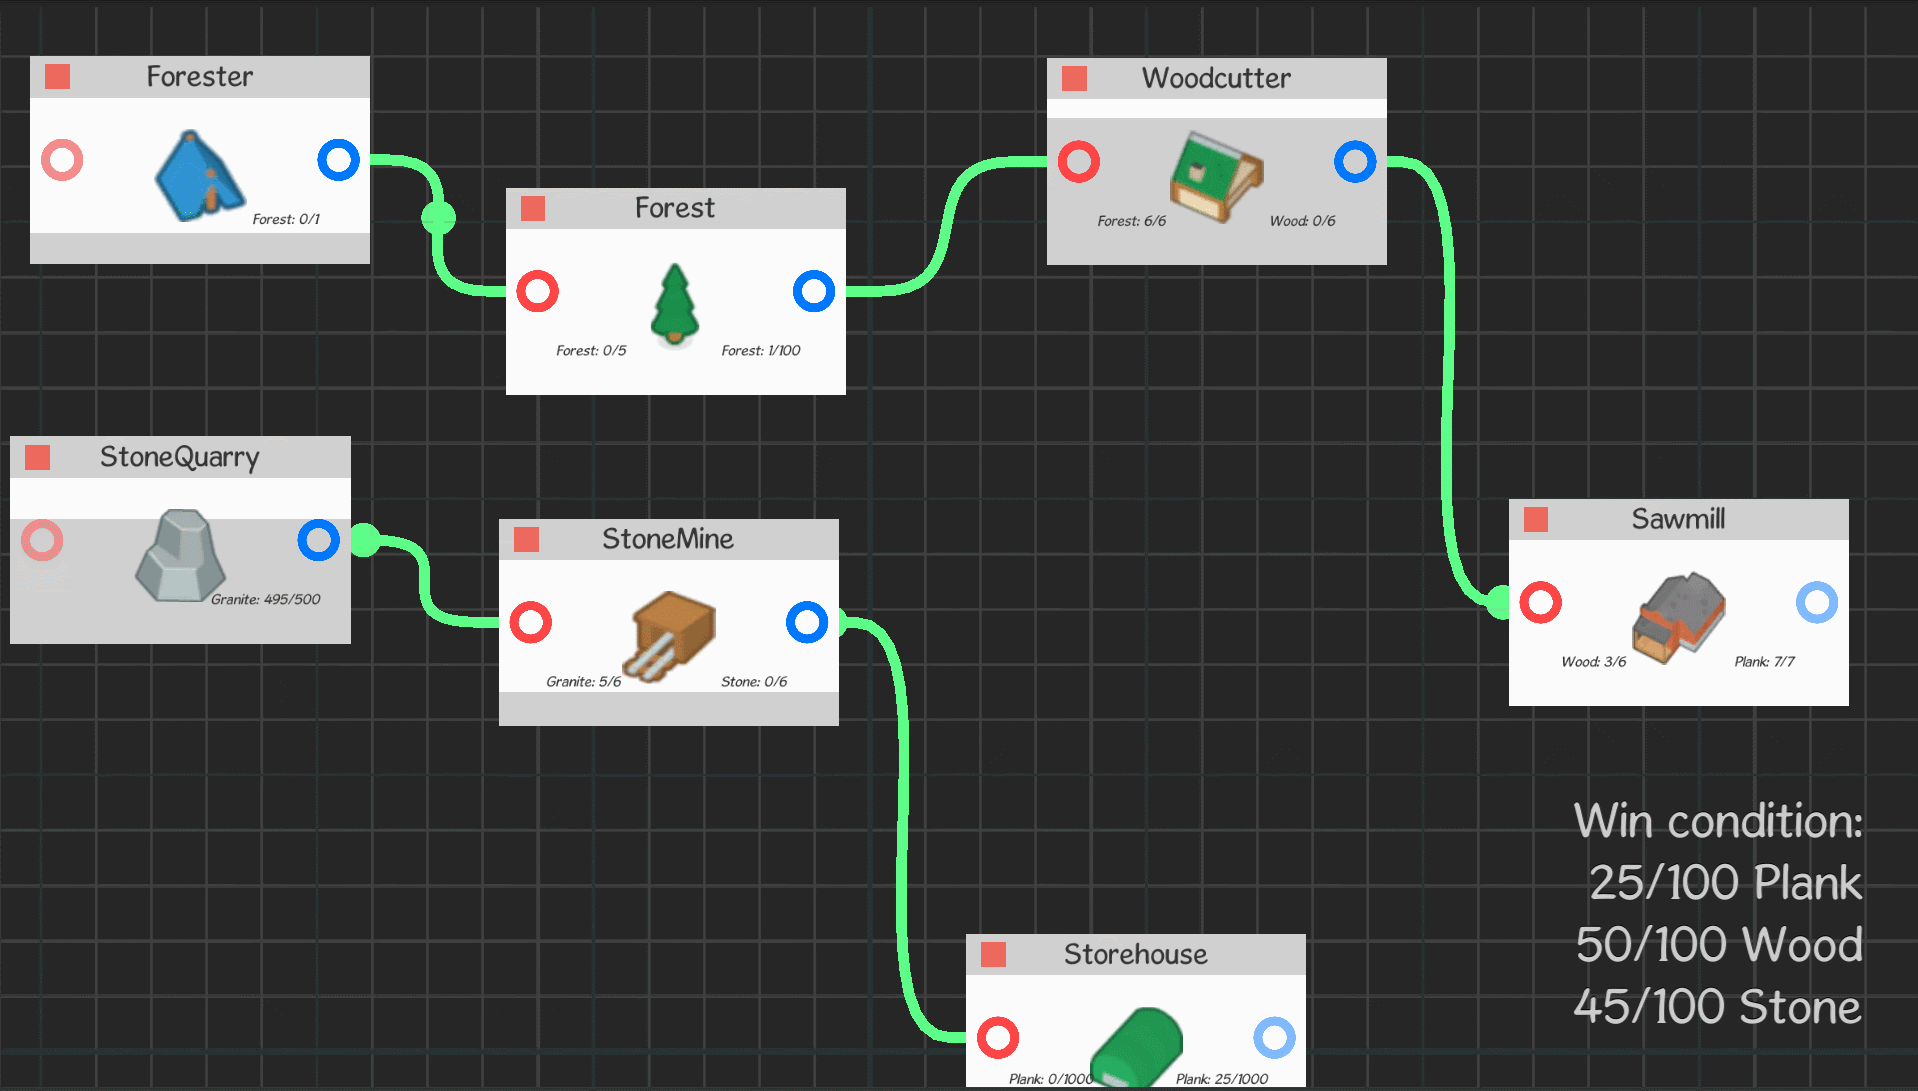 Forester
Forest: 0/1
Forest
Forest: 0/5
Forest: 1/100
Woodcutter
Forest: 6/6
Wood: 0/6
StoneQuarry
Granite: 495/500
StoneMine
Granite: 5/6
Stone: 0/6
Sawmill
Wood: 3/6
Plank: 7/7
Storehouse
Plank: 0/1000
Plank: 25/1000
Win condition:
25/100 Plank
50/100 Wood
45/100 Stone